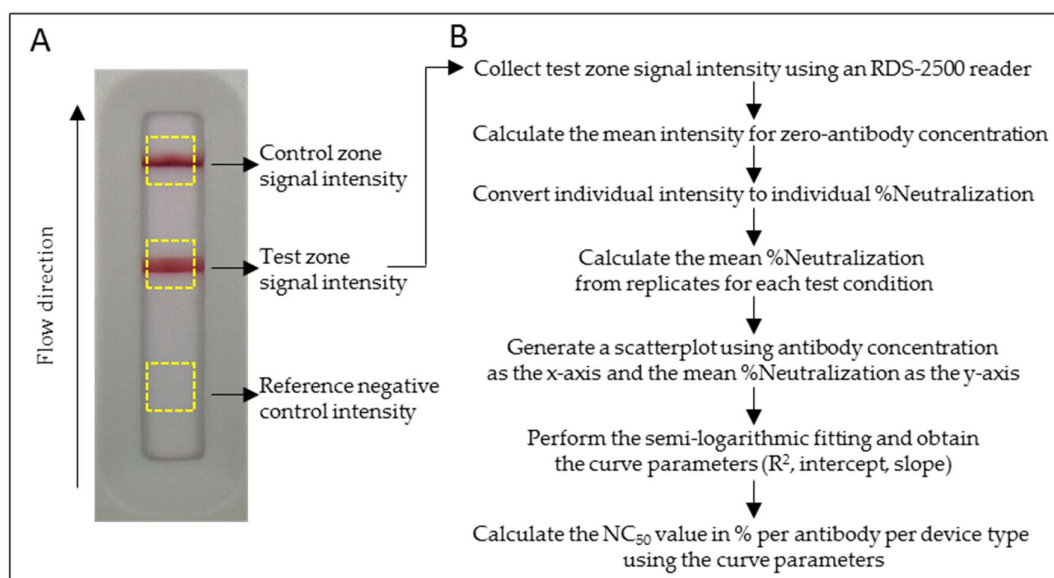 A
Flow direction
Control zone
signal intensity
Test zone
signal intensity
Reference negative
control intensity
B
Collect test zone signal intensity using an RDS-2500 reader
Calculate the mean intensity for zero-antibody concentration
Convert individual intensity to individual %Neutralization
Calculate the mean %Neutralization
from replicates for each test condition
Generate a scatterplot using antibody concentration
as the x-axis and the mean %Neutralization as the y-axis
Perform the semi-logarithmic fitting and obtain
the curve parameters (R², intercept, slope)
Calculate the NC₅₀ value in % per antibody per device type
using the curve parameters